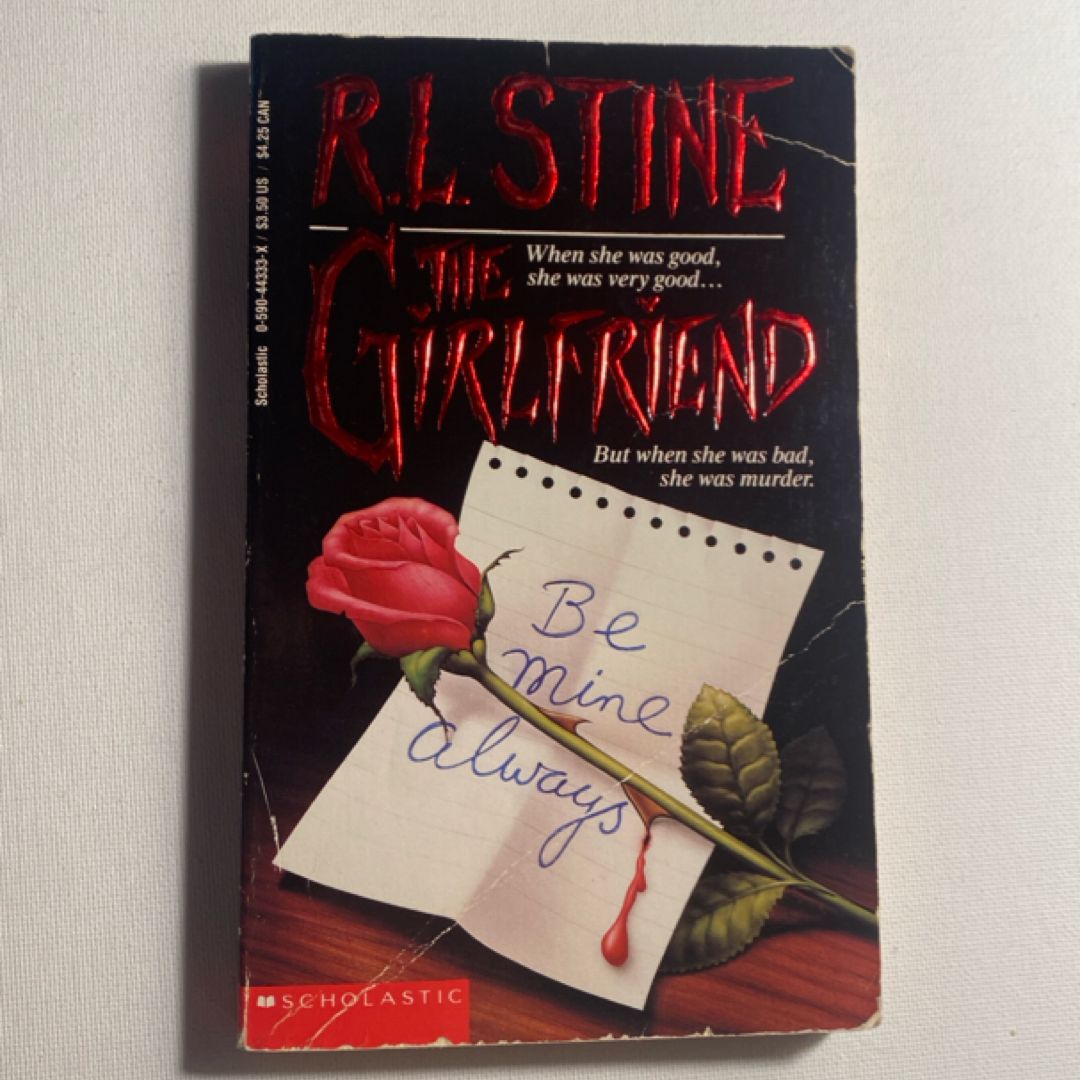 R.L. STINE
THE
GIRLFRIEND
When she was good,
she was very good...
But when she was bad,
she was murder.
Be
mine
always
SCHOLASTIC
Scholastic 0-590-44333-X / $3.50 US / $4.25 CAN